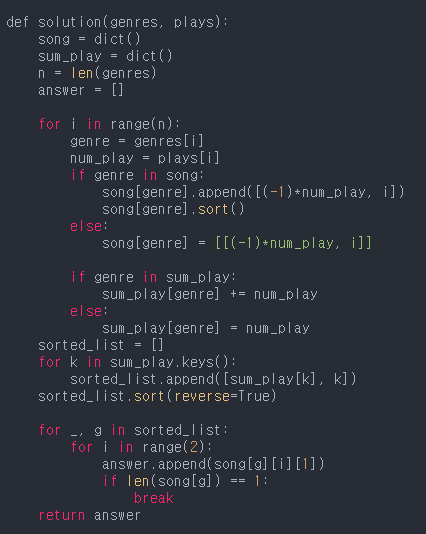 def solution(genres, plays):
    song = dict()
    sum_play = dict()
    n = len(genres)
    answer = []

    for i in range(n):
        genre = genres[i]
        num_play = plays[i]
        if genre in song:
            song[genre].append([(-1)*num_play, i])
            song[genre].sort()
        else:
            song[genre] = [[(-1)*num_play, i]]

        if genre in sum_play:
            sum_play[genre] += num_play
        else:
            sum_play[genre] = num_play
    sorted_list = []
    for k in sum_play.keys():
        sorted_list.append([sum_play[k], k])
    sorted_list.sort(reverse=True)

    for _, g in sorted_list:
        for i in range(2):
            answer.append(song[g][i][1])
            if len(song[g]) == 1:
                break
    return answer